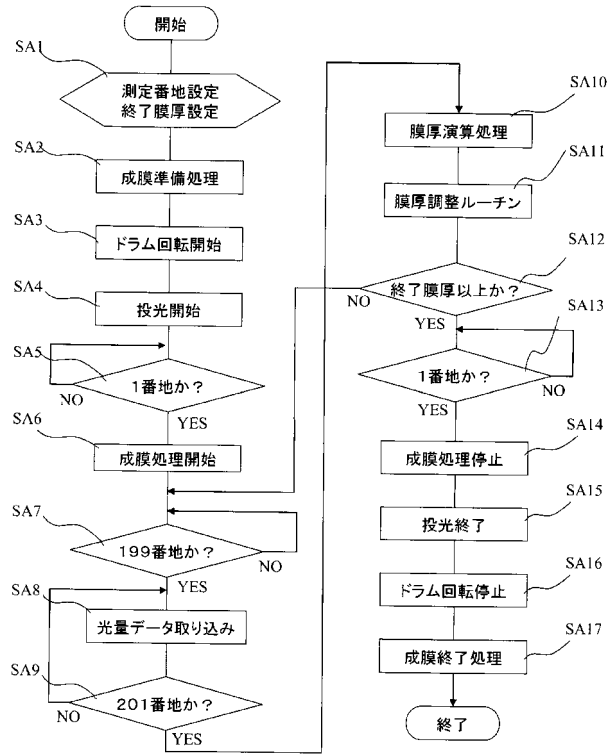 開始
SA1
測定番地設定
終了膜厚設定
SA2
成膜準備処理
SA3
ドラム回転開始
SA4
投光開始
SA5
1番地か？
NO
YES
SA6
成膜処理開始
SA7
199番地か？
NO
YES
SA8
光量データ取り込み
SA9
201番地か？
NO
YES
SA10
膜厚演算処理
SA11
膜厚調整ルーチン
SA12
終了膜厚以上か？
NO
YES
SA13
1番地か？
NO
YES
SA14
成膜処理停止
SA15
投光終了
SA16
ドラム回転停止
SA17
成膜終了処理
終了